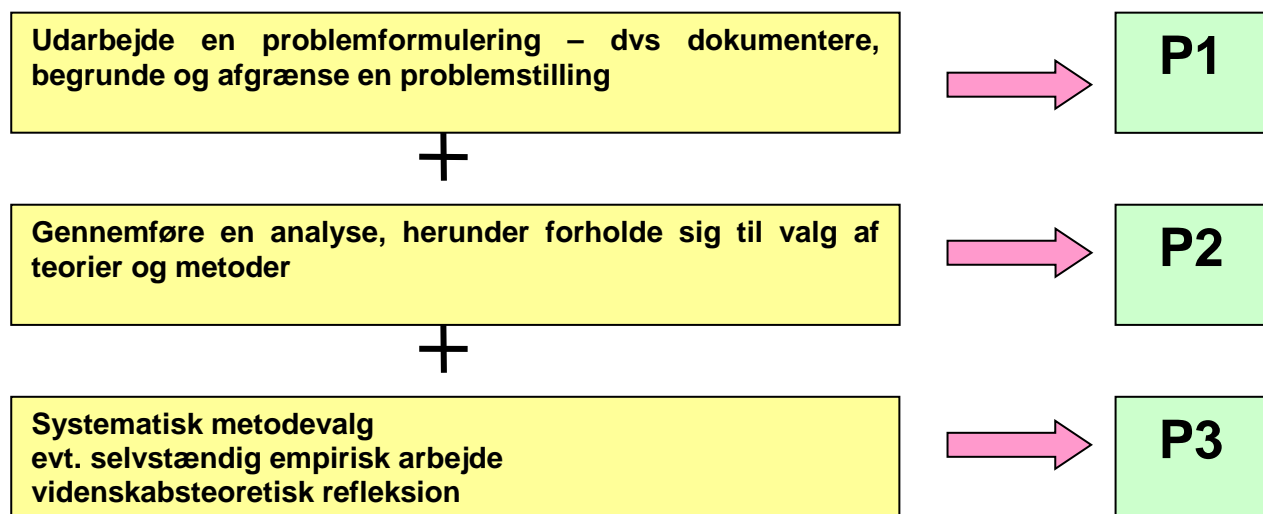 Udarbejde en problemformulering – dvs dokumentere,
begrunde og afgrænse en problemstilling
P1
+
Gennemføre en analyse, herunder forholde sig til valg af
teorier og metoder
P2
+
Systematisk metodevalg
evt. selvstændig empirisk arbejde
videnskabsteoretisk refleksion
P3